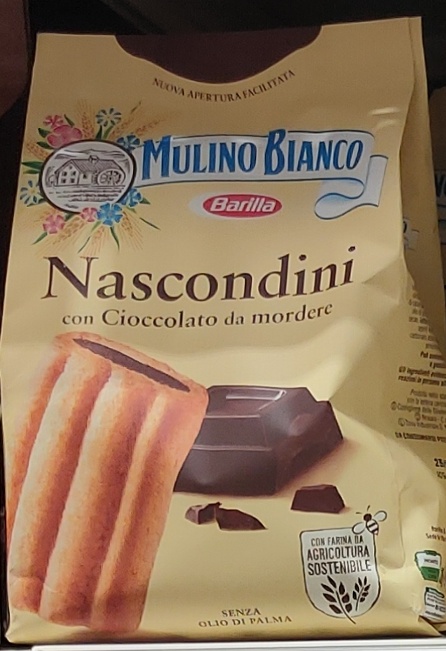 NUOVA APERTURA FACILITATA
MULINO BIANCO
Barilla
Nascondini
con Cioccolato da mordere
CON FARINA DA
AGRICOLTURA
SOSTENIBILE
SENZA
OLIO DI PALMA